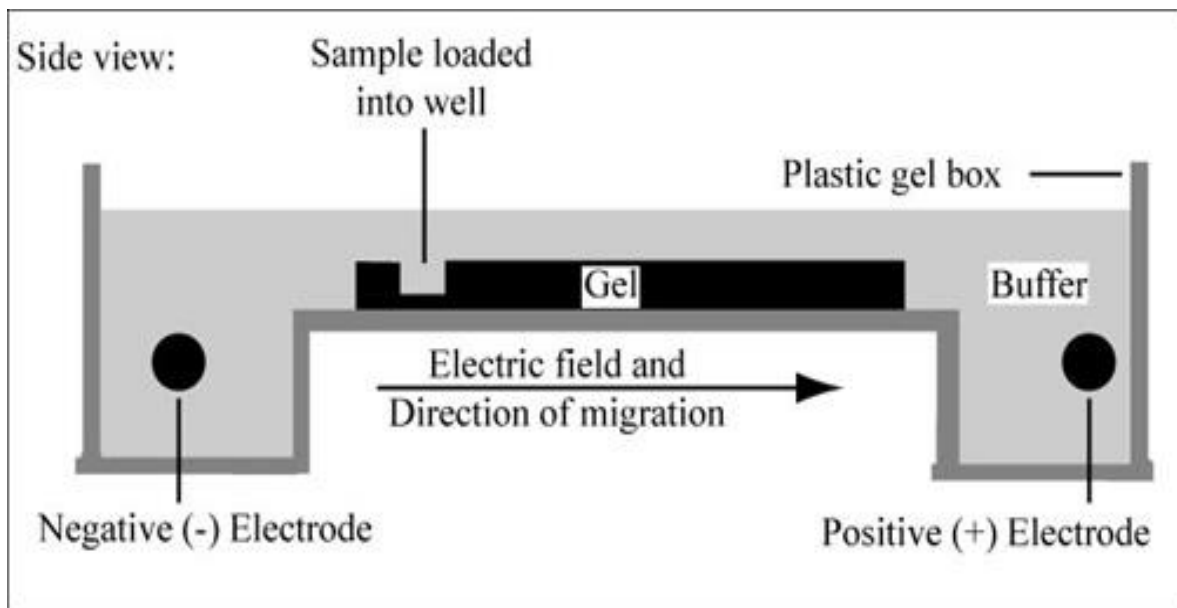 Side view:
Sample loaded
into well
Plastic gel box
Gel
Buffer
Electric field and
Direction of migration
Negative (-) Electrode
Positive (+) Electrode